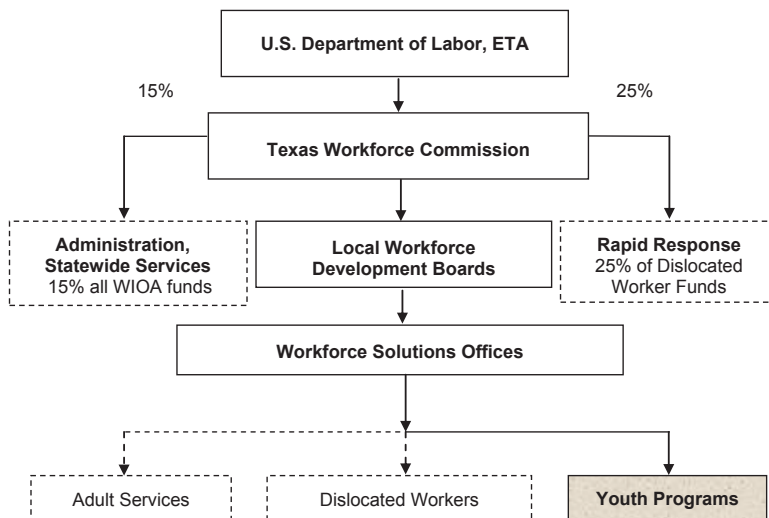 U.S. Department of Labor, ETA
15%
25%
Texas Workforce Commission
Administration,
Statewide Services
15% all WIOA funds
Local Workforce
Development Boards
Rapid Response
25% of Dislocated
Worker Funds
Workforce Solutions Offices
Adult Services
Dislocated Workers
Youth Programs